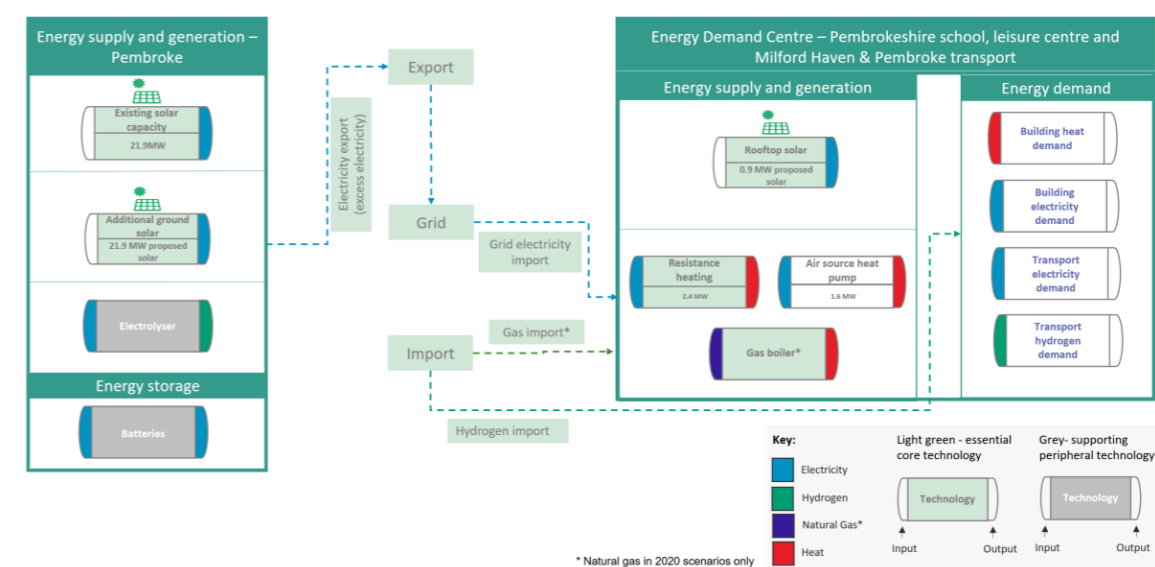 Energy supply and generation –
Pembroke
Existing solar
capacity
21.9MW
Additional ground
solar
21.9 MW proposed
solar
Electrolyser
Energy storage
Batteries
Export
Electricity export
(excess electricity)
Grid
Grid electricity
import
Import
Gas import*
Hydrogen import
Energy Demand Centre – Pembrokeshire school, leisure centre and
Milford Haven & Pembroke transport
Energy supply and generation
Rooftop solar
0.9 MW proposed
solar
Resistance
heating
2.4 MW
Air source heat
pump
1.6 MW
Gas boiler*
Energy demand
Building heat
demand
Building
electricity
demand
Transport
electricity
demand
Transport
hydrogen
demand
Key:
Electricity
Hydrogen
Natural Gas*
Heat
Light green - essential
core technology
Technology
Input
Output
Grey- supporting
peripheral technology
Technology
Input
Output
* Natural gas in 2020 scenarios only